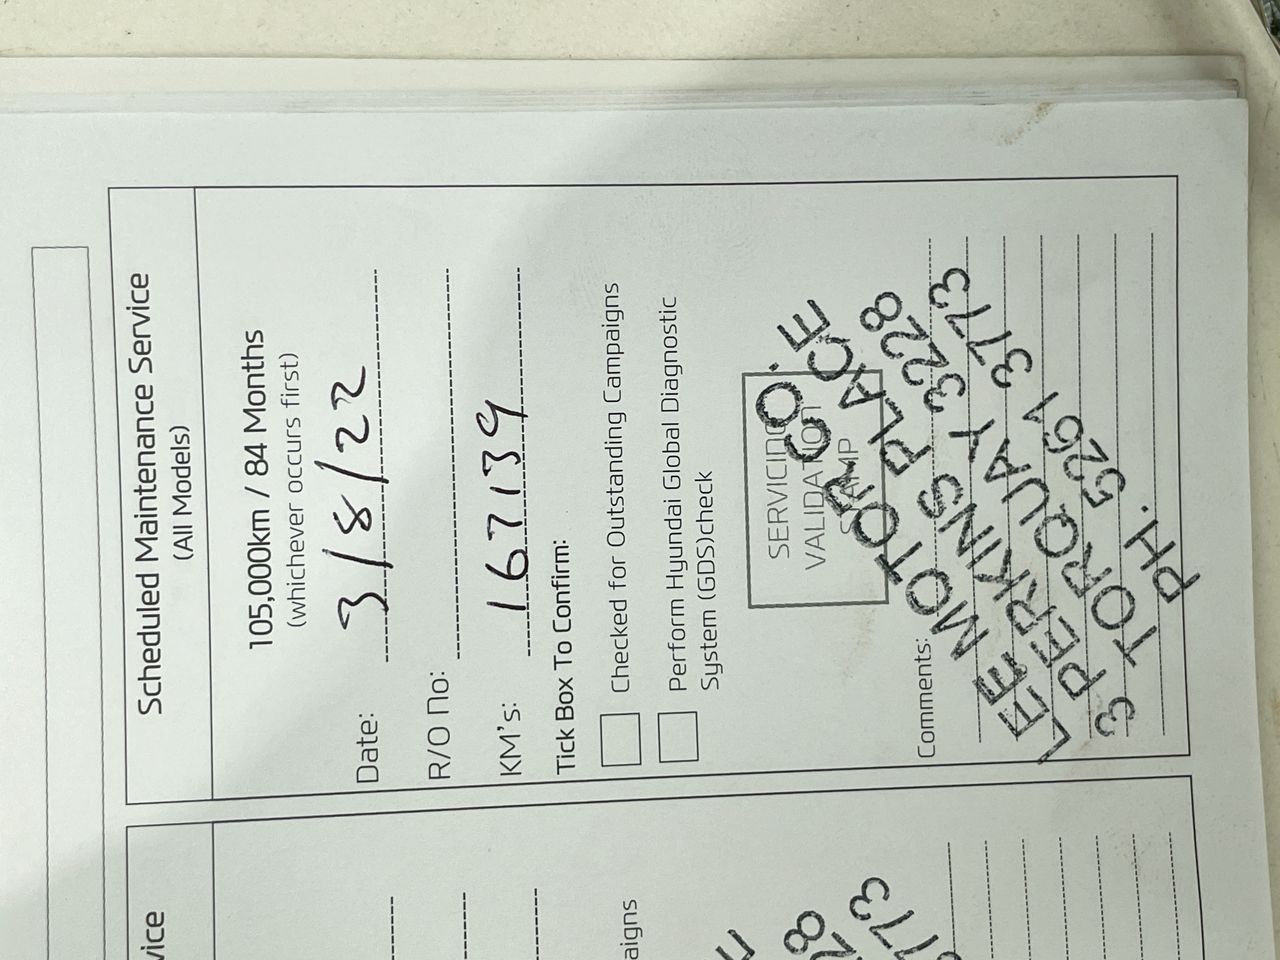 Scheduled Maintenance Service
(All Models)
105,000km / 84 Months
(whichever occurs first)
Date: 3/8/22
R/O No:
KM's: 167139
Tick Box To Confirm:
Checked for Outstanding Campaigns
Perform Hyundai Global Diagnostic
System (GDS)check
SERVICING
VALIDATION
STAMP
Comments:
LEE MOTOR CO.
3 PERKINS PLACE
TORQUAY 3228
PH. 5261 3773
vice
aigns